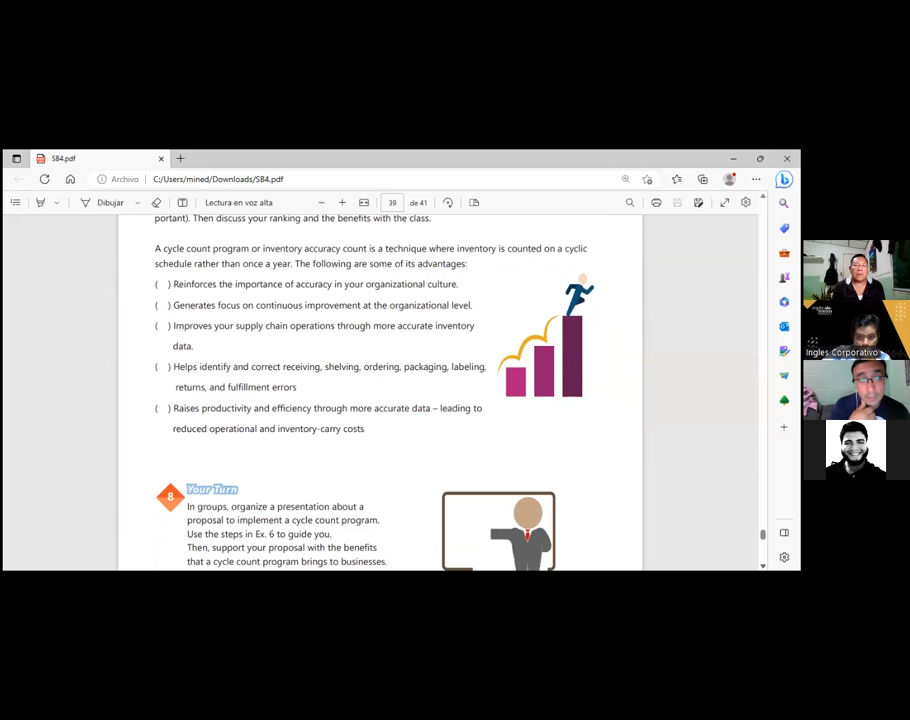 SB4.pdf
Archivo
C:/Users/mined/Downloads/SB4.pdf
Dibujar
Lectura en voz alta
39
de 41
portant). Then discuss your ranking and the benefits with the class.
A cycle count program or inventory accuracy count is a technique where inventory is counted on a cyclic
schedule rather than once a year. The following are some of its advantages:
( ) Reinforces the importance of accuracy in your organizational culture.
( ) Generates focus on continuous improvement at the organizational level.
( ) Improves your supply chain operations through more accurate inventory
data.
( ) Helps identify and correct receiving, shelving, ordering, packaging, labeling,
returns, and fulfillment errors
( ) Raises productivity and efficiency through more accurate data – leading to
reduced operational and inventory-carry costs
8
Your Turn
In groups, organize a presentation about a
proposal to implement a cycle count program.
Use the steps in Ex. 6 to guide you.
Then, support your proposal with the benefits
that a cycle count program brings to businesses.
Ingles Corporativo